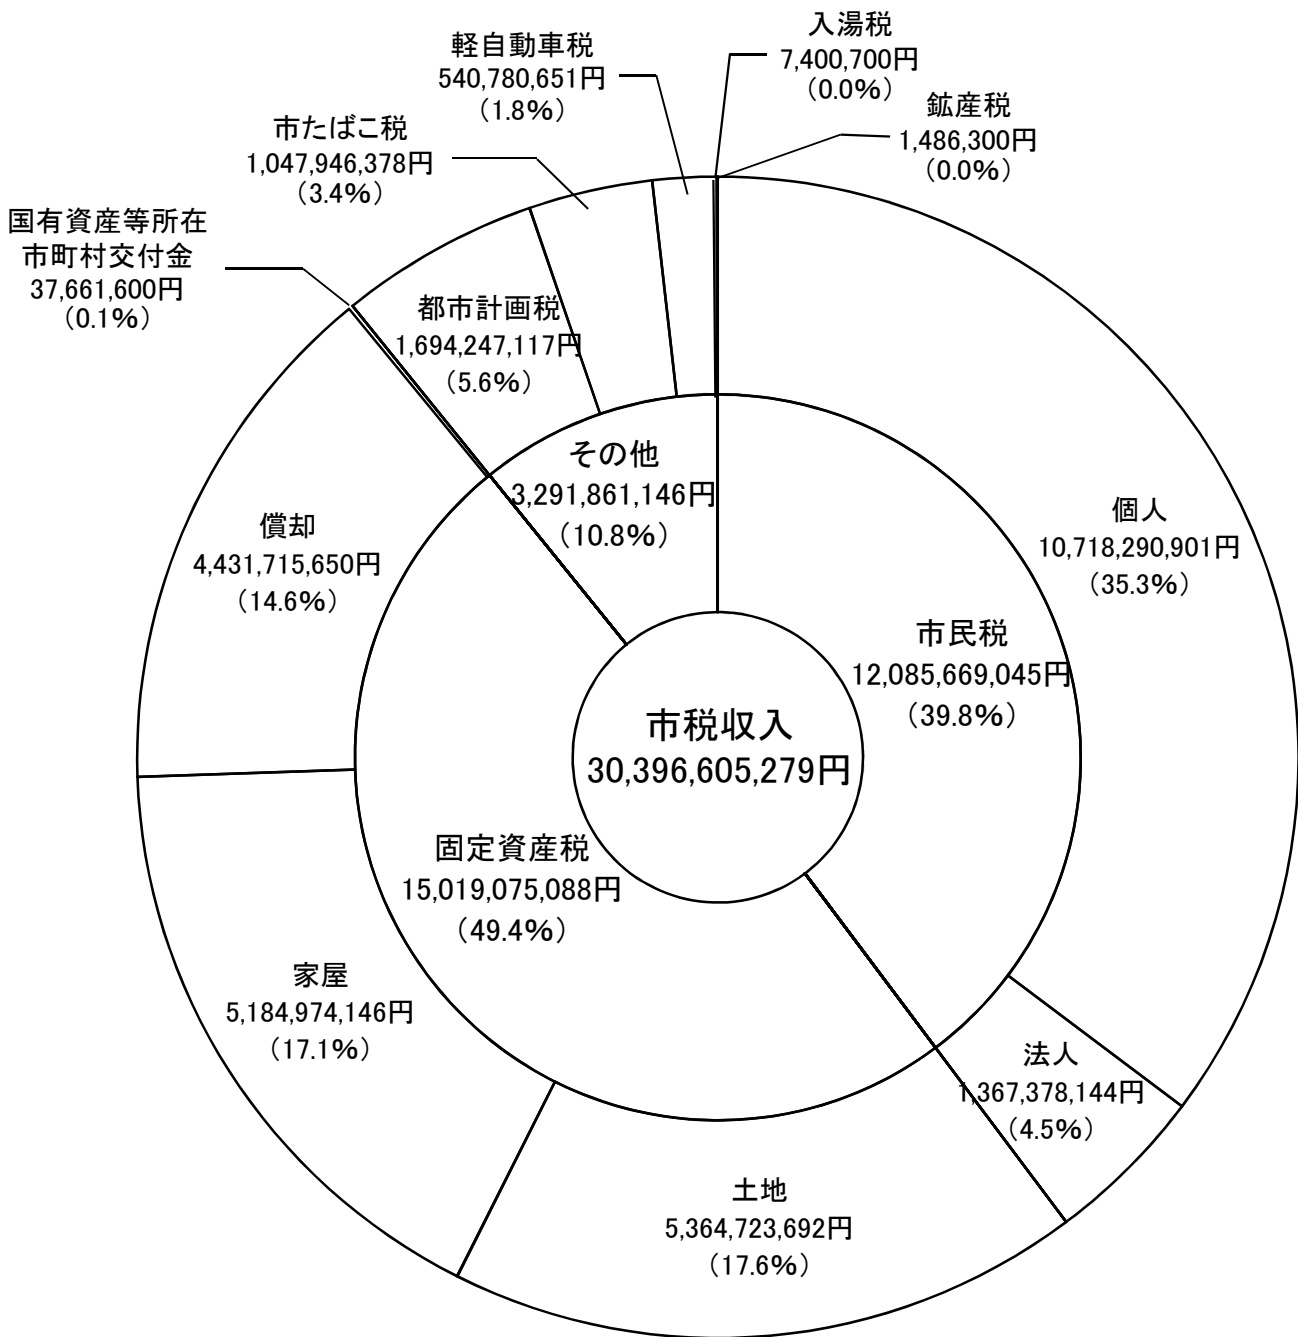 入湯税
7,400,700円
(0.0%)
軽自動車税
540,780,651円
(1.8%)
鉱産税
1,486,300円
(0.0%)
市たばこ税
1,047,946,378円
(3.4%)
国有資産等所在
市町村交付金
37,661,600円
(0.1%)
都市計画税
1,694,247,117円
(5.6%)
その他
3,291,861,146円
(10.8%)
個人
10,718,290,901円
(35.3%)
償却
4,431,715,650円
(14.6%)
市民税
12,085,669,045円
(39.8%)
市税収入
30,396,605,279円
固定資産税
15,019,075,088円
(49.4%)
家屋
5,184,974,146円
(17.1%)
法人
1,367,378,144円
(4.5%)
土地
5,364,723,692円
(17.6%)